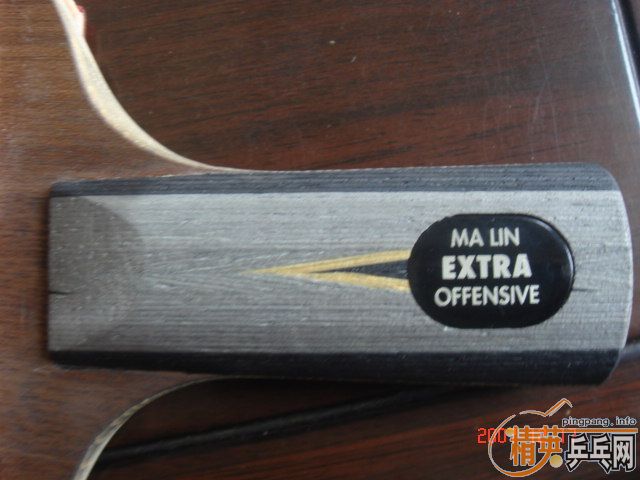 MA LIN
EXTRA
OFFENSIVE
pingpang.info
精英乒乓网